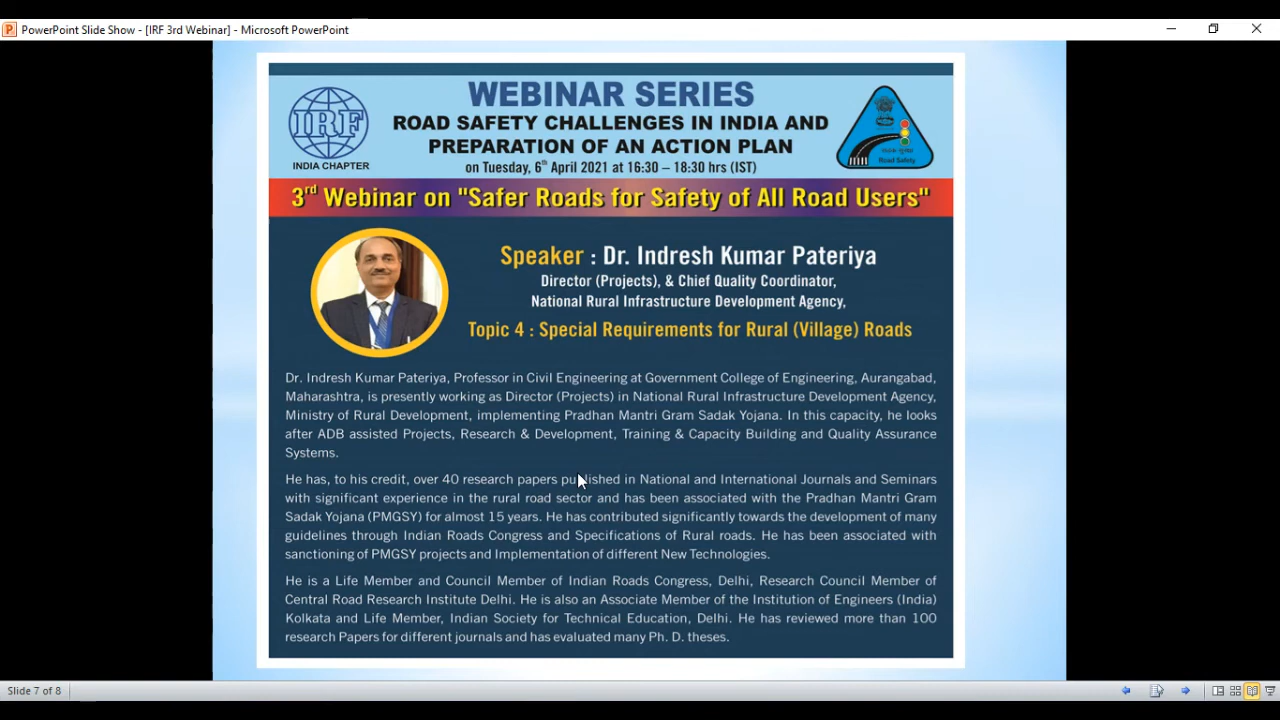 PowerPoint Slide Show - [IRF 3rd Webinar] - Microsoft PowerPoint
WEBINAR SERIES
IRF
INDIA CHAPTER
ROAD SAFETY CHALLENGES IN INDIA AND
PREPARATION OF AN ACTION PLAN
on Tuesday, 6th April 2021 at 16:30 – 18:30 hrs (IST)
Road Safety
3rd Webinar on "Safer Roads for Safety of All Road Users"
Speaker : Dr. Indresh Kumar Pateriya
Director (Projects), & Chief Quality Coordinator,
National Rural Infrastructure Development Agency,
Topic 4 : Special Requirements for Rural (Village) Roads
Dr. Indresh Kumar Pateriya, Professor in Civil Engineering at Government College of Engineering, Aurangabad,
Maharashtra, is presently working as Director (Projects) in National Rural Infrastructure Development Agency,
Ministry of Rural Development, implementing Pradhan Mantri Gram Sadak Yojana. In this capacity, he looks
after ADB assisted Projects, Research & Development, Training & Capacity Building and Quality Assurance
Systems.
He has, to his credit, over 40 research papers published in National and International Journals and Seminars
with significant experience in the rural road sector and has been associated with the Pradhan Mantri Gram
Sadak Yojana (PMGSY) for almost 15 years. He has contributed significantly towards the development of many
guidelines through Indian Roads Congress and Specifications of Rural roads. He has been associated with
sanctioning of PMGSY projects and Implementation of different New Technologies.
He is a Life Member and Council Member of Indian Roads Congress, Delhi, Research Council Member of
Central Road Research Institute Delhi. He is also an Associate Member of the Institution of Engineers (India)
Kolkata and Life Member, Indian Society for Technical Education, Delhi. He has reviewed more than 100
research Papers for different journals and has evaluated many Ph. D. theses.
Slide 7 of 8